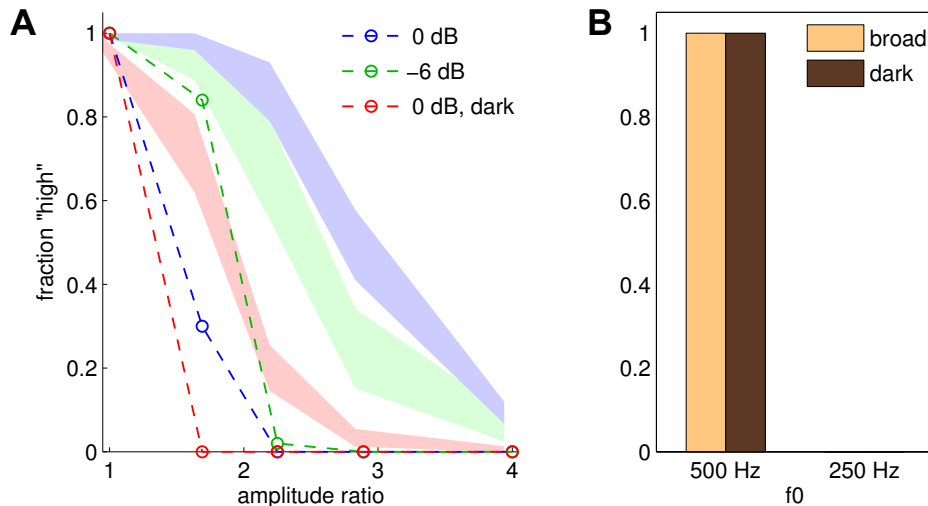 A
1
0.8
0.6
0.4
0.2
0
fraction "high"
0 dB
−6 dB
0 dB, dark
1
2
3
4
amplitude ratio
B
1
0.8
0.6
0.4
0.2
0
broad
dark
500 Hz
250 Hz
f0